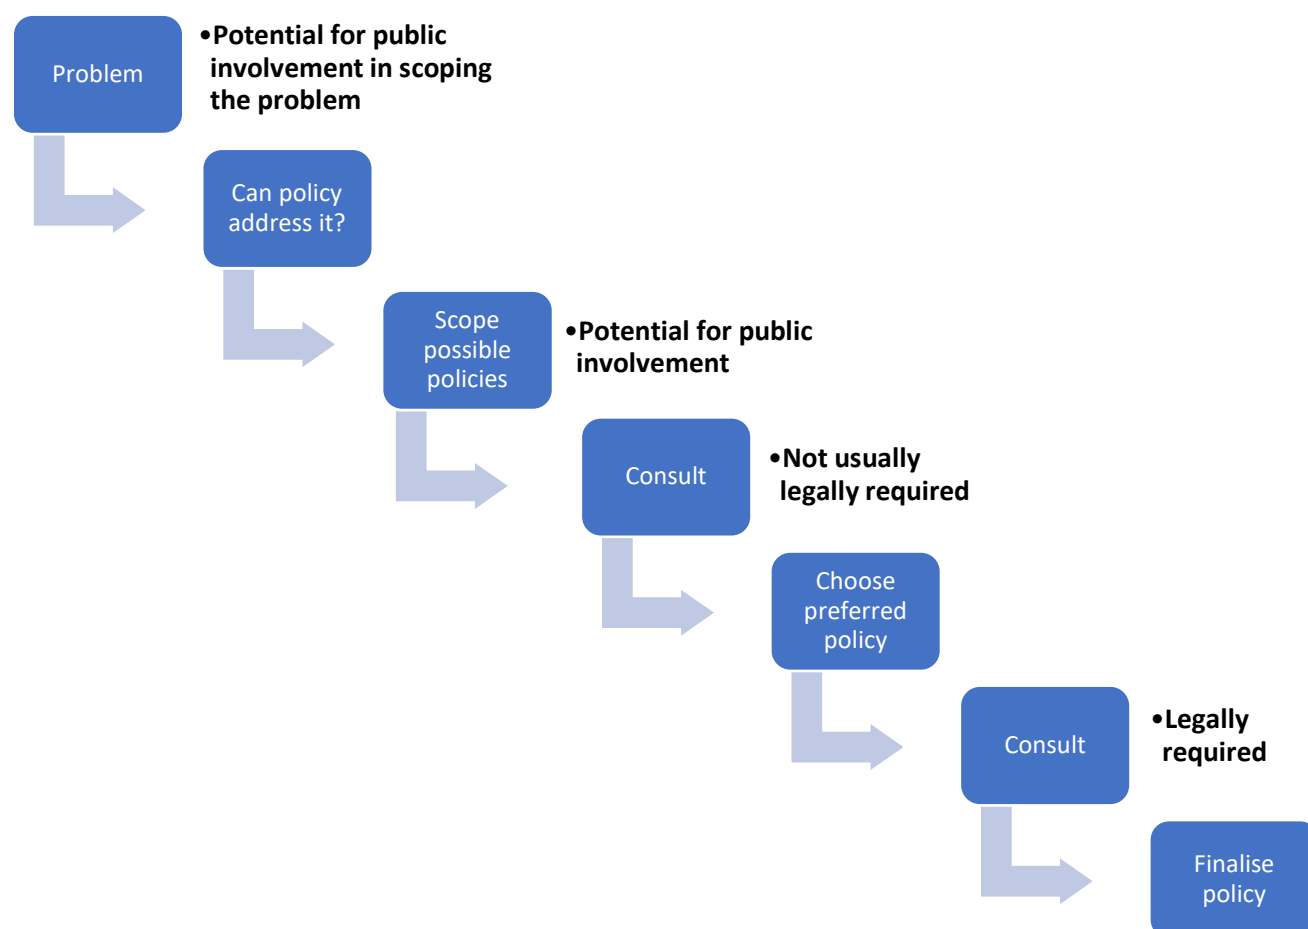 Problem
•Potential for public
involvement in scoping
the problem
Can policy
address it?
Scope
possible
policies
•Potential for public
involvement
Consult
•Not usually
legally required
Choose
preferred
policy
Consult
•Legally
required
Finalise
policy